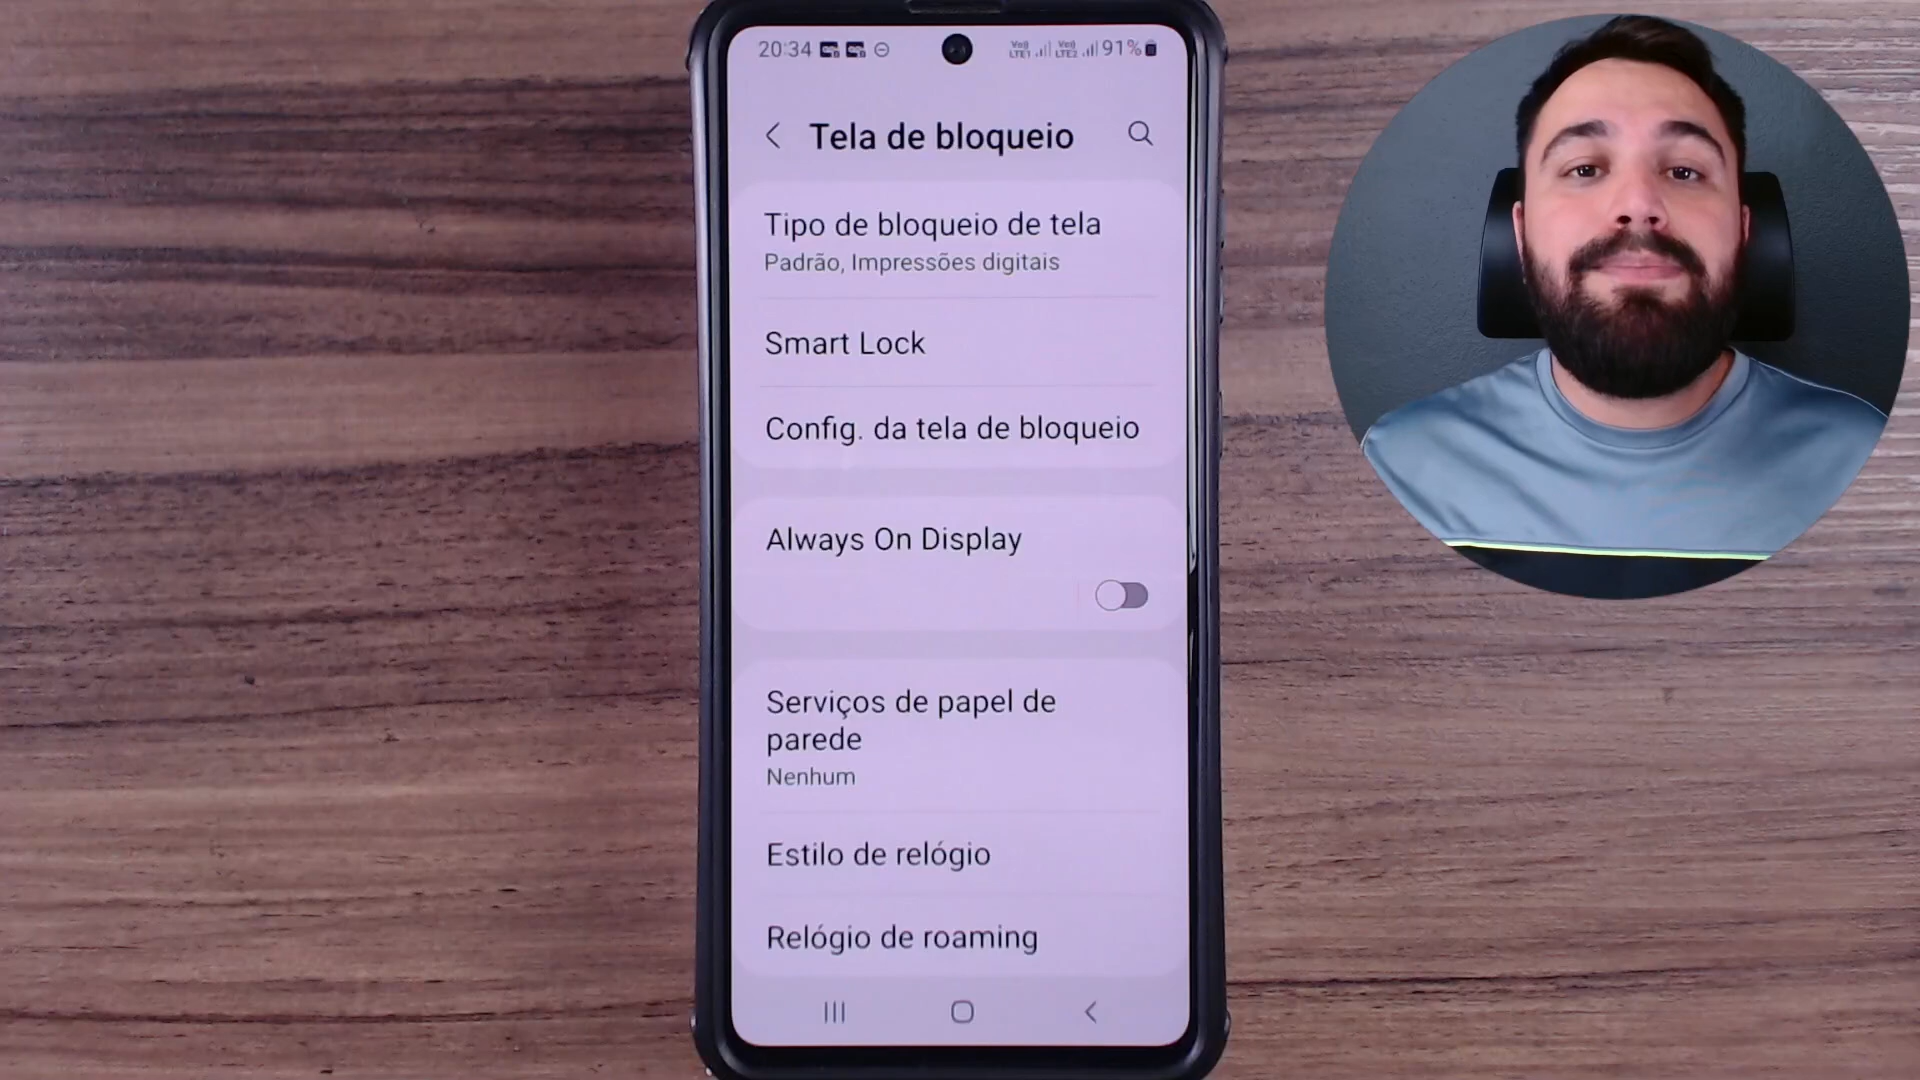 20:34
91%
Tela de bloqueio
Tipo de bloqueio de tela
Padrão, Impressões digitais
Smart Lock
Config. da tela de bloqueio
Always On Display
Serviços de papel de
parede
Nenhum
Estilo de relógio
Relógio de roaming